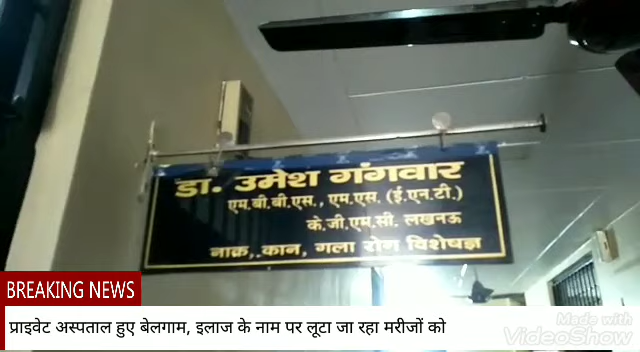 डा. उमेश गंगवार
एम.बी.बी.एस., एम.एस. (ई.एन.टी.)
के.जी.एम.सी. लखनऊ
नाक, कान, गला रोग विशेषज्ञ
BREAKING NEWS
प्राइवेट अस्पताल हुए बेलगाम, इलाज के नाम पर लूटा जा रहा मरीजों को
Made with
VideoShow